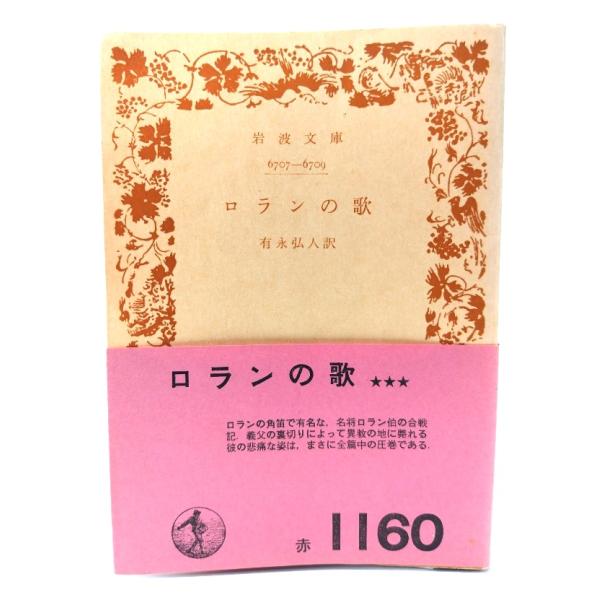 岩波文庫
6707—6709
ロランの歌
有永弘人訳
ロランの歌 ★★★
ロランの角笛で有名な, 名将ロラン伯の合戦
記. 義父の裏切りによって異教の地に斃れる
彼の悲痛な姿は, まさに全篇中の圧巻である.
赤 1160